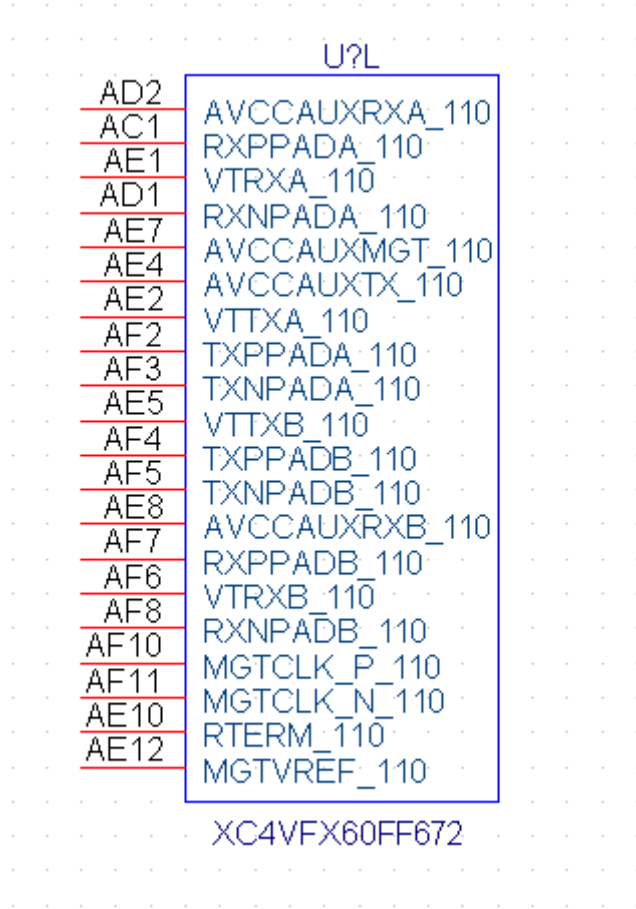 U?L
AD2 AVCCAUXRXA_110
AC1 RXPPADA_110
AE1 VTRXA_110
AD1 RXNPADA_110
AE7 AVCCAUXMGT_110
AE4 AVCCAUXTX_110
AE2 VTTXA_110
AF2 TXPPADA_110
AF3 TXNPADA_110
AE5 VTTXB_110
AF4 TXPPADB_110
AF5 TXNPADB_110
AE8 AVCCAUXRXB_110
AF7 RXPPADB_110
AF6 VTRXB_110
AF8 RXNPADB_110
AF10 MGTCLK_P_110
AF11 MGTCLK_N_110
AE10 RTERM_110
AE12 MGTVREF_110
XC4VFX60FF672